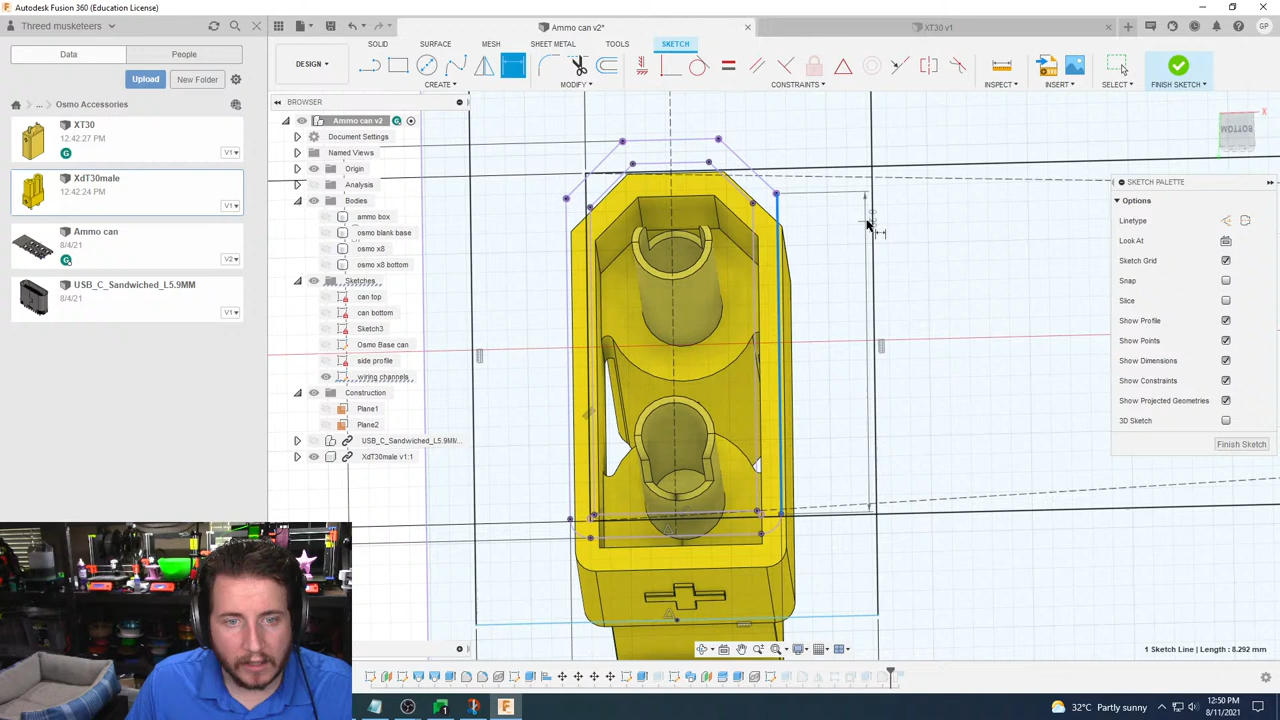 Autodesk Fusion 360 (Education License)
Threed musketeers
Ammo can v2*
XT30 v1
GP
Data
People
SOLID
SURFACE
MESH
SHEET METAL
TOOLS
SKETCH
DESIGN
Upload
New Folder
CREATE
MODIFY
CONSTRAINTS
INSPECT
INSERT
SELECT
FINISH SKETCH
... Osmo Accessories
XT30
12:42:27 PM
V1
XdT30male
12:42:24 PM
V1
Ammo can
8/4/21
V2
USB_C_Sandwiched_L5.9MM
8/4/21
V1
BROWSER
Ammo can v2
Document Settings
Named Views
Origin
Analysis
Bodies
ammo box
osmo blank base
osmo x8
osmo x8 bottom
Sketches
can top
can bottom
Sketch3
Osmo Base can
side profile
wiring channels
Construction
Plane1
Plane2
USB_C_Sandwiched_L5.9M/...
XdT30male v1:1
X
BOTTOM
SKETCH PALETTE
Options
Linetype
Look At
Sketch Grid
Snap
Slice
Show Profile
Show Points
Show Dimensions
Show Constraints
Show Projected Geometries
3D Sketch
Finish Sketch
1 Sketch Line | Length : 8.292 mm
32°C Partly sunny
12:50 PM
8/11/2021